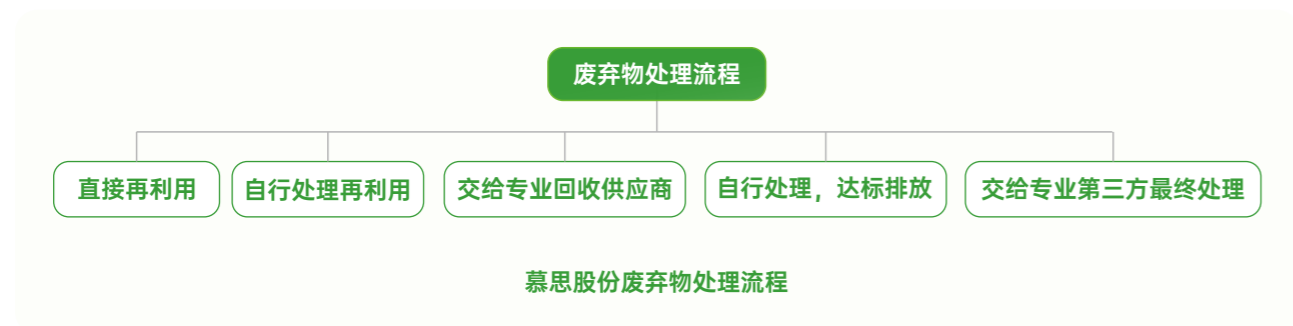 废弃物处理流程
直接再利用
自行处理再利用
交给专业回收供应商
自行处理，达标排放
交给专业第三方最终处理
慕思股份废弃物处理流程